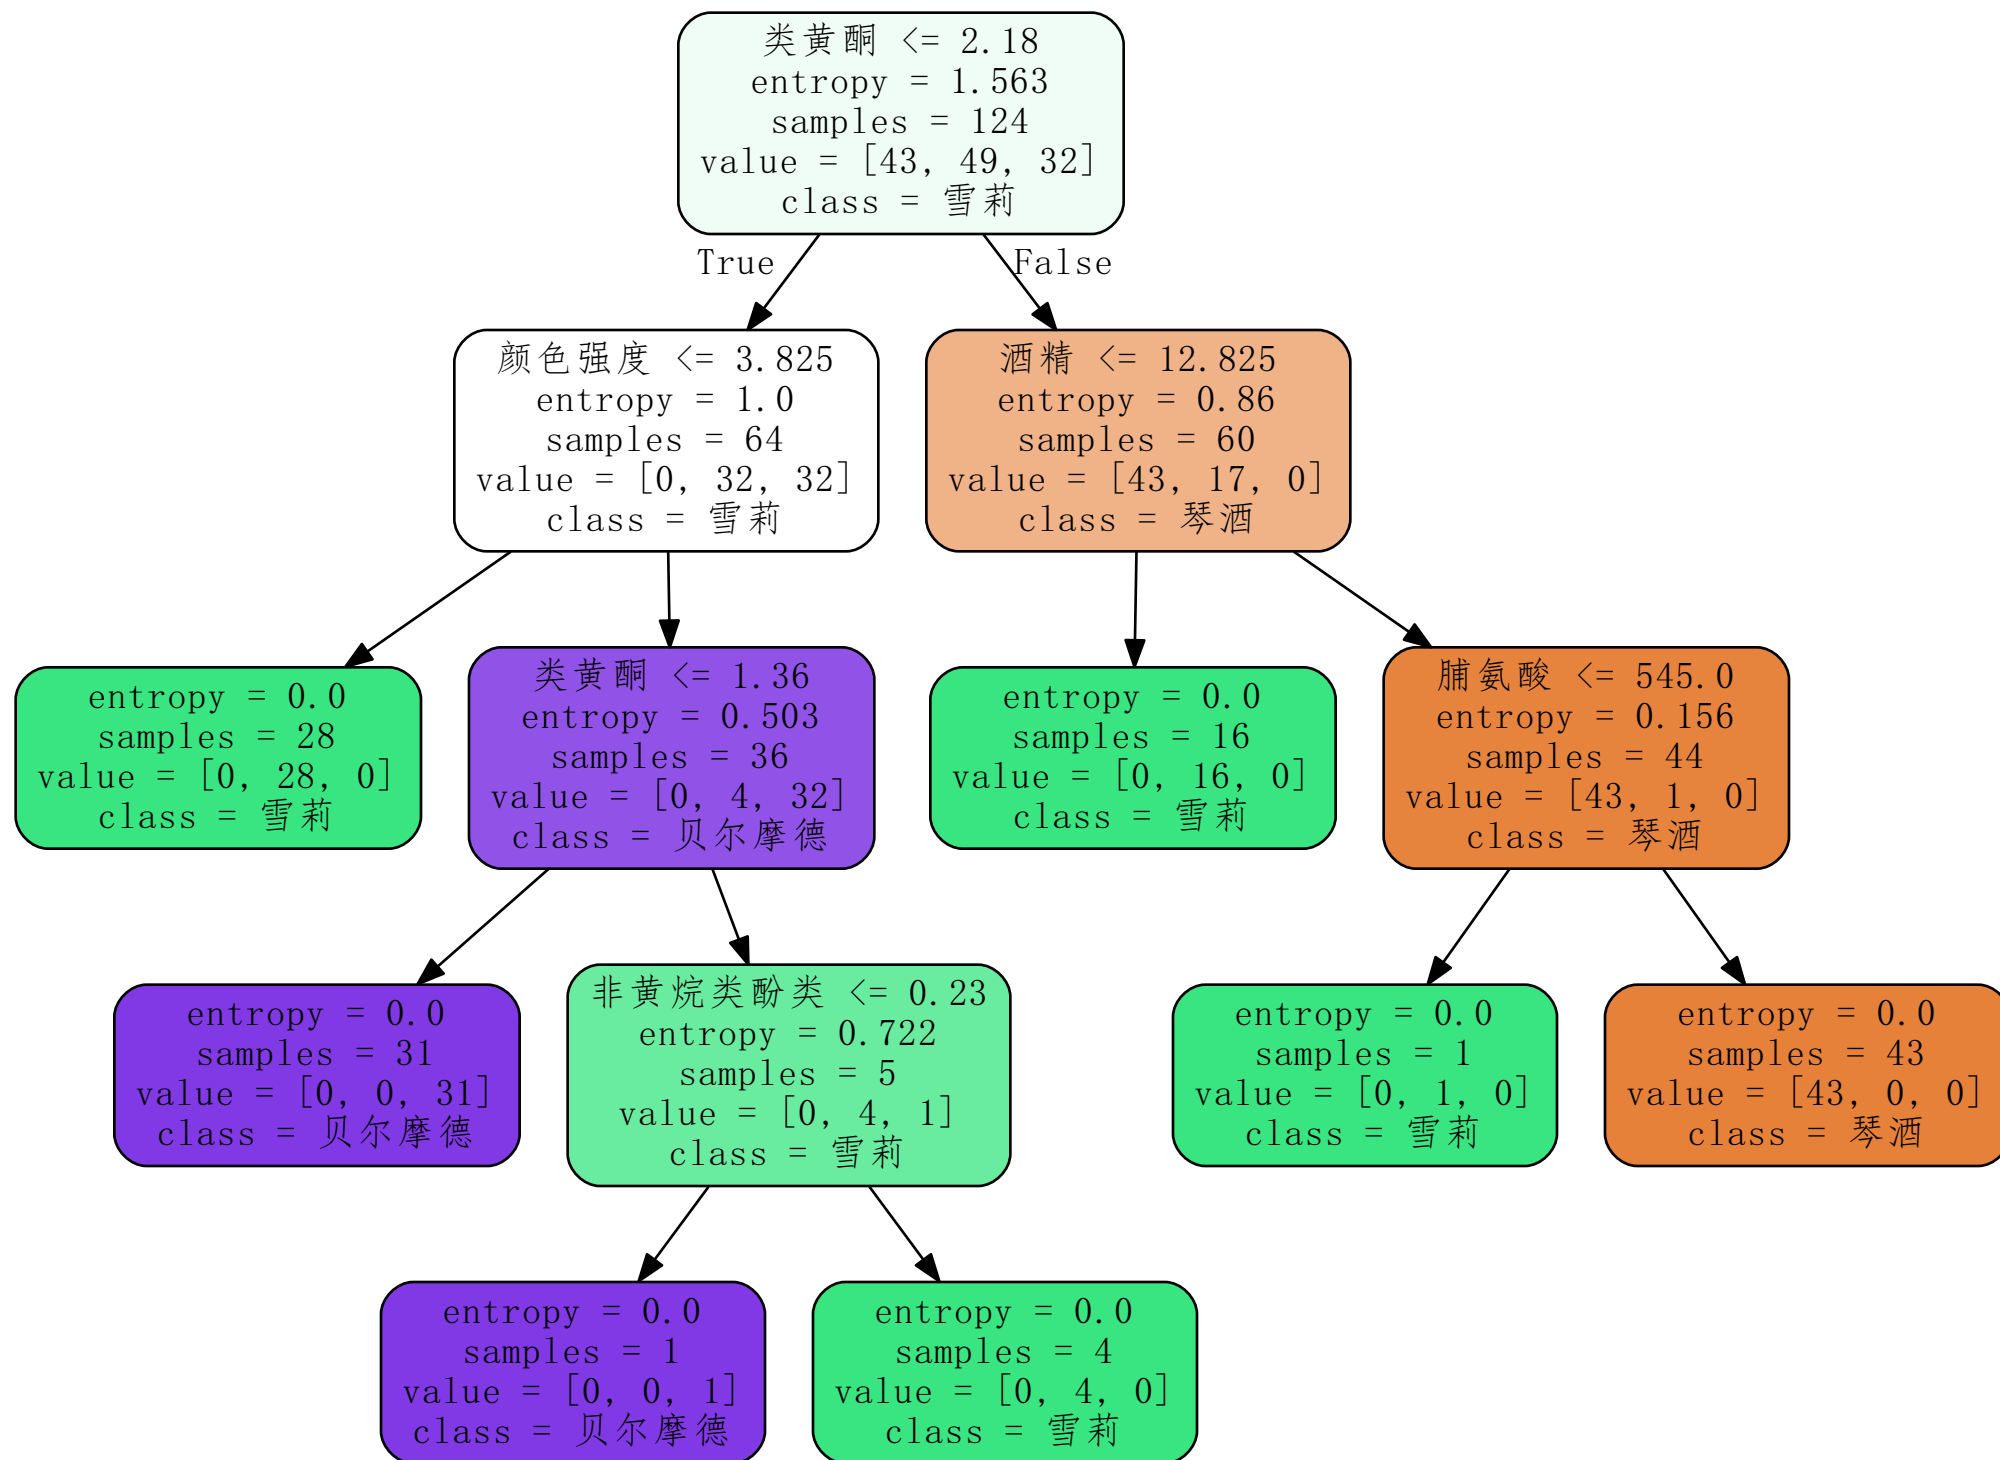 类黄酮 <= 2.18
entropy = 1.563
samples = 124
value = [43, 49, 32]
class = 雪莉
True
False
颜色强度 <= 3.825
entropy = 1.0
samples = 64
value = [0, 32, 32]
class = 雪莉
酒精 <= 12.825
entropy = 0.86
samples = 60
value = [43, 17, 0]
class = 琴酒
entropy = 0.0
samples = 28
value = [0, 28, 0]
class = 雪莉
类黄酮 <= 1.36
entropy = 0.503
samples = 36
value = [0, 4, 32]
class = 贝尔摩德
entropy = 0.0
samples = 16
value = [0, 16, 0]
class = 雪莉
脯氨酸 <= 545.0
entropy = 0.156
samples = 44
value = [43, 1, 0]
class = 琴酒
entropy = 0.0
samples = 31
value = [0, 0, 31]
class = 贝尔摩德
非黄烷类酚类 <= 0.23
entropy = 0.722
samples = 5
value = [0, 4, 1]
class = 雪莉
entropy = 0.0
samples = 1
value = [0, 1, 0]
class = 雪莉
entropy = 0.0
samples = 43
value = [43, 0, 0]
class = 琴酒
entropy = 0.0
samples = 1
value = [0, 0, 1]
class = 贝尔摩德
entropy = 0.0
samples = 4
value = [0, 4, 0]
class = 雪莉